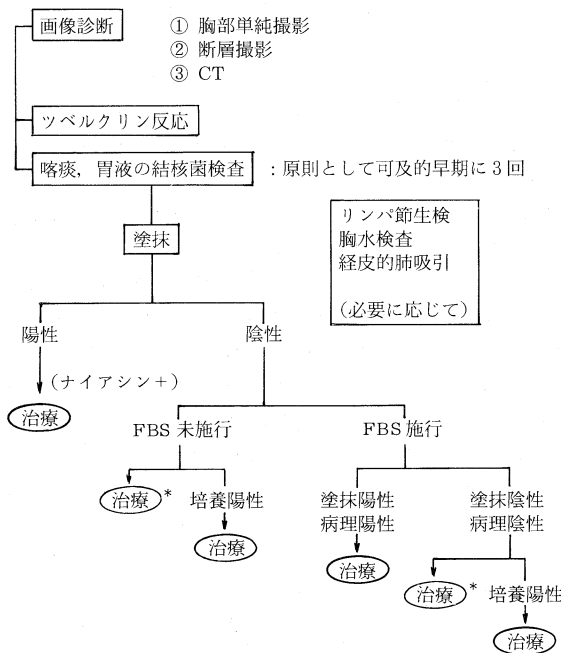 画像診断
① 胸部単純撮影
② 断層撮影
③ CT
ツベルクリン反応
喀痰，胃液の結核菌検査 ：原則として可及的早期に3回
リンパ節生検
胸水検査
経皮的肺吸引
(必要に応じて)
塗抹
陽性
陰性
(ナイアシン＋)
治療
FBS未施行
FBS施行
治療*
培養陽性
治療
塗抹陽性
病理陽性
治療
塗抹陰性
病理陰性
治療*
培養陽性
治療